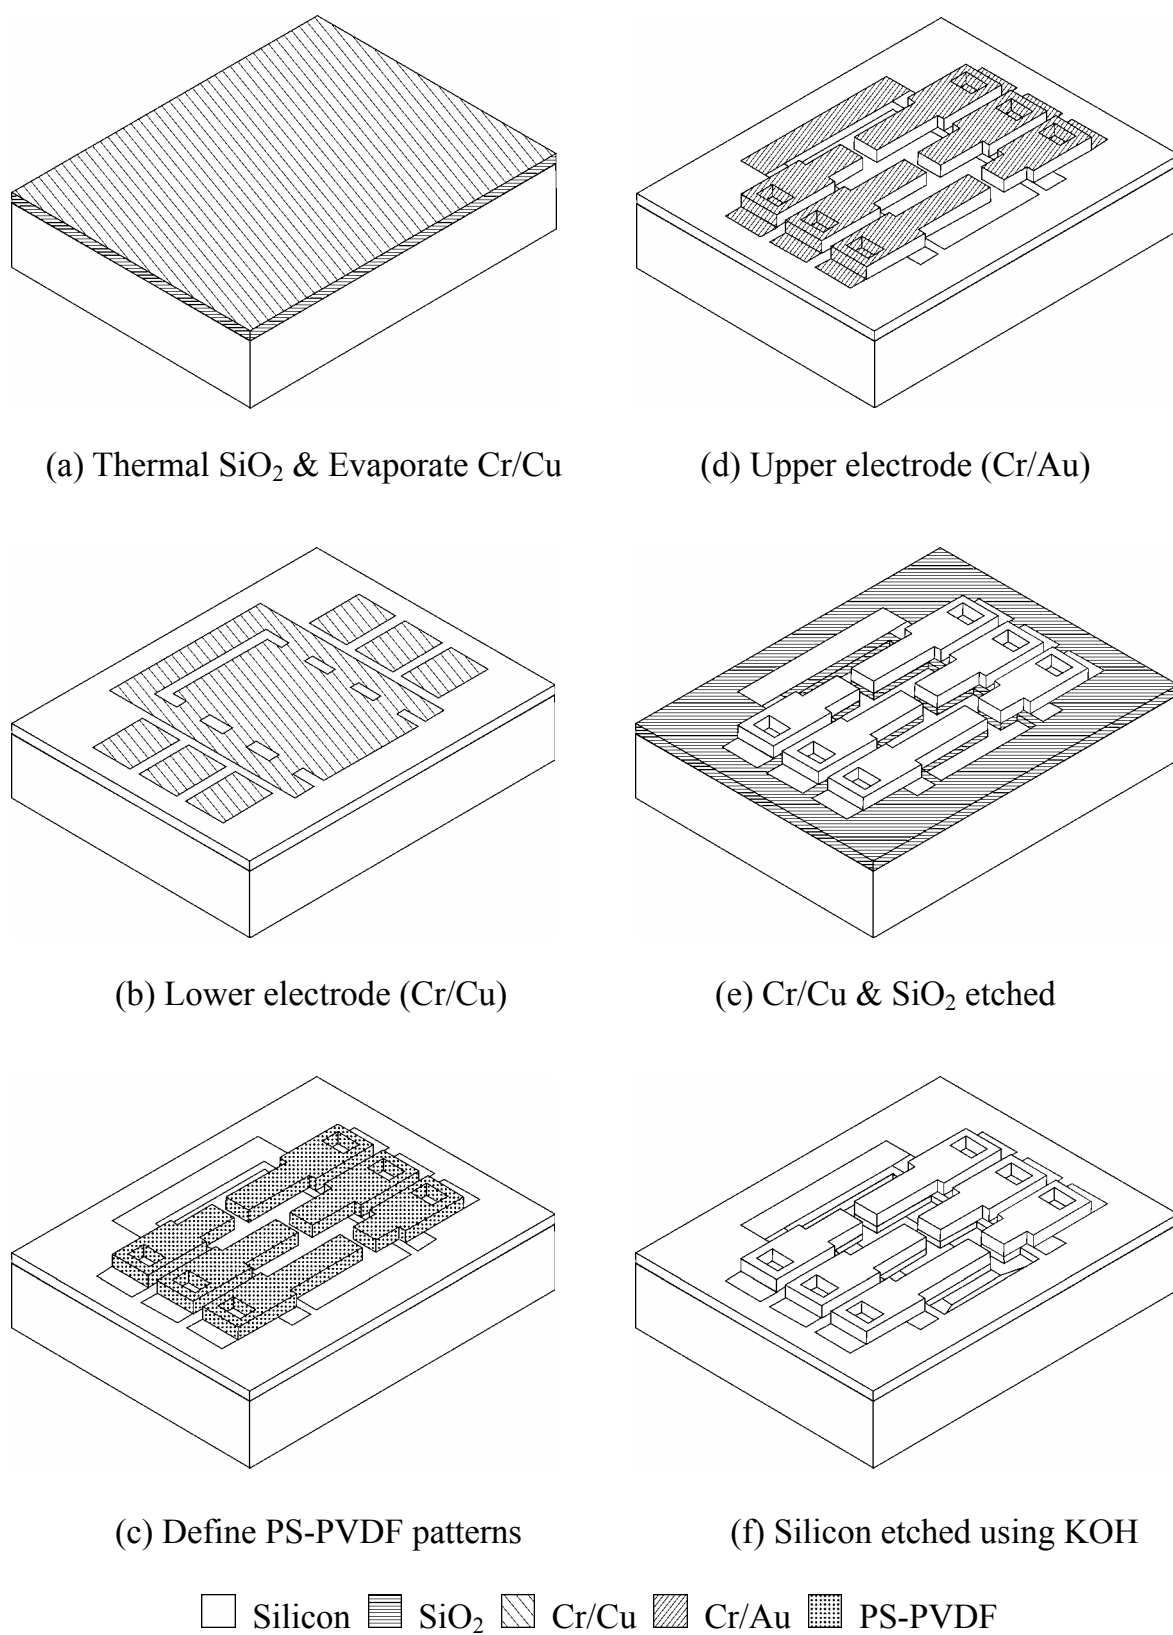 (a) Thermal SiO₂ & Evaporate Cr/Cu
(d) Upper electrode (Cr/Au)
(b) Lower electrode (Cr/Cu)
(e) Cr/Cu & SiO₂ etched
(c) Define PS-PVDF patterns
(f) Silicon etched using KOH
Silicon SiO₂ Cr/Cu Cr/Au PS-PVDF